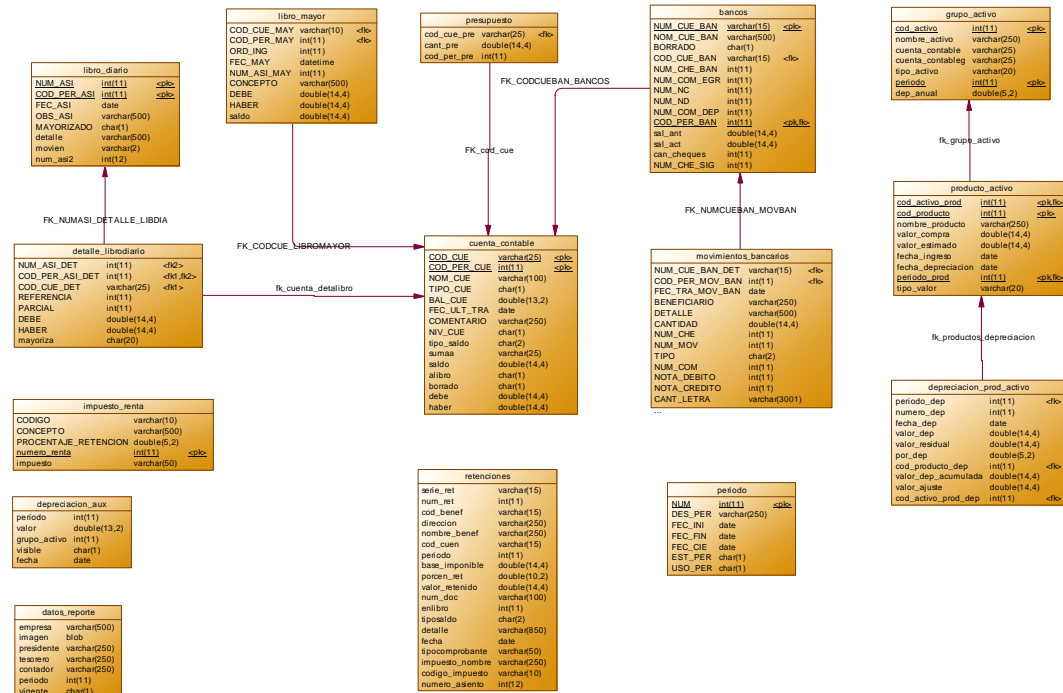 libro_mayor
COD_CUE_MAY varchar(10) <fk>
COD_PER_MAY int(11) <fk>
ORD_ING int(11)
FEC_MAY datetime
NUM_ASI_MAY int(11)
CONCEPTO varchar(500)
DEBE double(14,4)
HABER double(14,4)
saldo double(14,4)
presupuesto
cod_cue_pre varchar(25) <fk>
cant_pre double(14,4)
cod_per_pre int(11)
bancos
NUM_CUE_BAN varchar(15) <pk>
NOM_CUE_BAN varchar(500)
BORRADO char(1)
COD_CUE_BAN varchar(15) <fk>
NUM_CHE_BAN int(11)
NUM_COM_EGR int(11)
NUM_NC int(11)
NUM_ND int(11)
NUM_COM_DEP int(11)
COD_PER_BAN int(11) <pk,fk>
sal_ant double(14,4)
sal_act double(14,4)
can_cheques int(11)
NUM_CHE_SIG int(11)
grupo_activo
cod_activo int(11) <pk>
nombre_activo varchar(250)
cuenta_contable varchar(25)
cuenta_contableg varchar(25)
tipo_activo varchar(20)
periodo int(11) <pk>
dep_anual double(5,2)
libro_diario
NUM_ASI int(11) <pk>
COD_PER_ASI int(11) <pk>
FEC_ASI date
OBS_ASI varchar(500)
MAYORIZADO char(1)
detalle varchar(500)
movien varchar(2)
num_asi2 int(12)
FK_CODCUEBAN_BANCOS
FK_cod_cue
fk_grupo_activo
FK_NUMASI_DETALLE_LIBDIA
FK_CODCUE_LIBROMAYOR
FK_NUMCUEBAN_MOVBAN
detalle_librodiario
NUM_ASI_DET int(11) <fk2>
COD_PER_ASI_DET int(11) <fk1,fk2>
COD_CUE_DET varchar(25) <fk1>
REFERENCIA int(11)
PARCIAL int(11)
DEBE double(14,4)
HABER double(14,4)
mayoriza char(20)
fk_cuenta_detalibro
cuenta_contable
COD_CUE varchar(25) <pk>
COD_PER_CUE int(11) <pk>
NOM_CUE varchar(100)
TIPO_CUE char(1)
BAL_CUE double(13,2)
FEC_ULT_TRA date
COMENTARIO varchar(250)
NIV_CUE char(1)
tipo_saldo char(2)
sumaa varchar(25)
saldo double(14,4)
alibro char(1)
borrado char(1)
debe double(14,4)
haber double(14,4)
movimientos_bancarios
NUM_CUE_BAN_DET varchar(15) <fk>
COD_PER_MOV_BAN int(11) <fk>
FEC_TRA_MOV_BAN date
BENEFICIARIO varchar(250)
DETALLE varchar(500)
CANTIDAD double(14,4)
NUM_CHE int(11)
NUM_MOV int(11)
TIPO char(2)
NUM_COM int(11)
NOTA_DEBITO int(11)
NOTA_CREDITO int(11)
CANT_LETRA varchar(3001)
...
producto_activo
cod_activo_prod int(11) <pk,fk>
cod_producto int(11) <pk>
nombre_producto varchar(250)
valor_compra double(14,4)
valor_estimado double(14,4)
fecha_ingreso date
fecha_depreciacion date
periodo_prod int(11) <pk,fk>
tipo_valor varchar(20)
fk_productos_depreciacion
depreciacion_prod_activo
periodo_dep int(11) <fk>
numero_dep int(11)
fecha_dep date
valor_dep double(14,4)
valor_residual double(14,4)
por_dep double(5,2)
cod_producto_dep int(11) <fk>
valor_dep_acumulada double(14,4)
valor_ajuste double(14,4)
cod_activo_prod_dep int(11) <fk>
impuesto_renta
CODIGO varchar(10)
CONCEPTO varchar(500)
PROCENTAJE_RETENCION double(5,2)
numero_renta int(11) <pk>
impuesto varchar(50)
depreciacion_aux
periodo int(11)
valor double(13,2)
grupo_activo int(11)
visible char(1)
fecha date
retenciones
serie_ret varchar(15)
num_ret int(11)
cod_benef varchar(15)
direccion varchar(250)
nombre_benef varchar(250)
cod_cuen varchar(15)
periodo int(11)
base_imponible double(14,4)
porcen_ret double(10,2)
valor_retenido double(14,4)
num_doc varchar(100)
enlibro int(11)
tiposaldo char(2)
detalle varchar(850)
fecha date
tipocomprobante varchar(50)
impuesto_nombre varchar(250)
codigo_impuesto varchar(10)
numero_asiento int(12)
periodo
NUM int(11) <pk>
DES_PER varchar(250)
FEC_INI date
FEC_FIN date
FEC_CIE date
EST_PER char(1)
USO_PER char(1)
datos_reporte
empresa varchar(500)
imagen blob
presidente varchar(250)
tesorero varchar(250)
contador varchar(250)
periodo int(11)
vigente char(1)